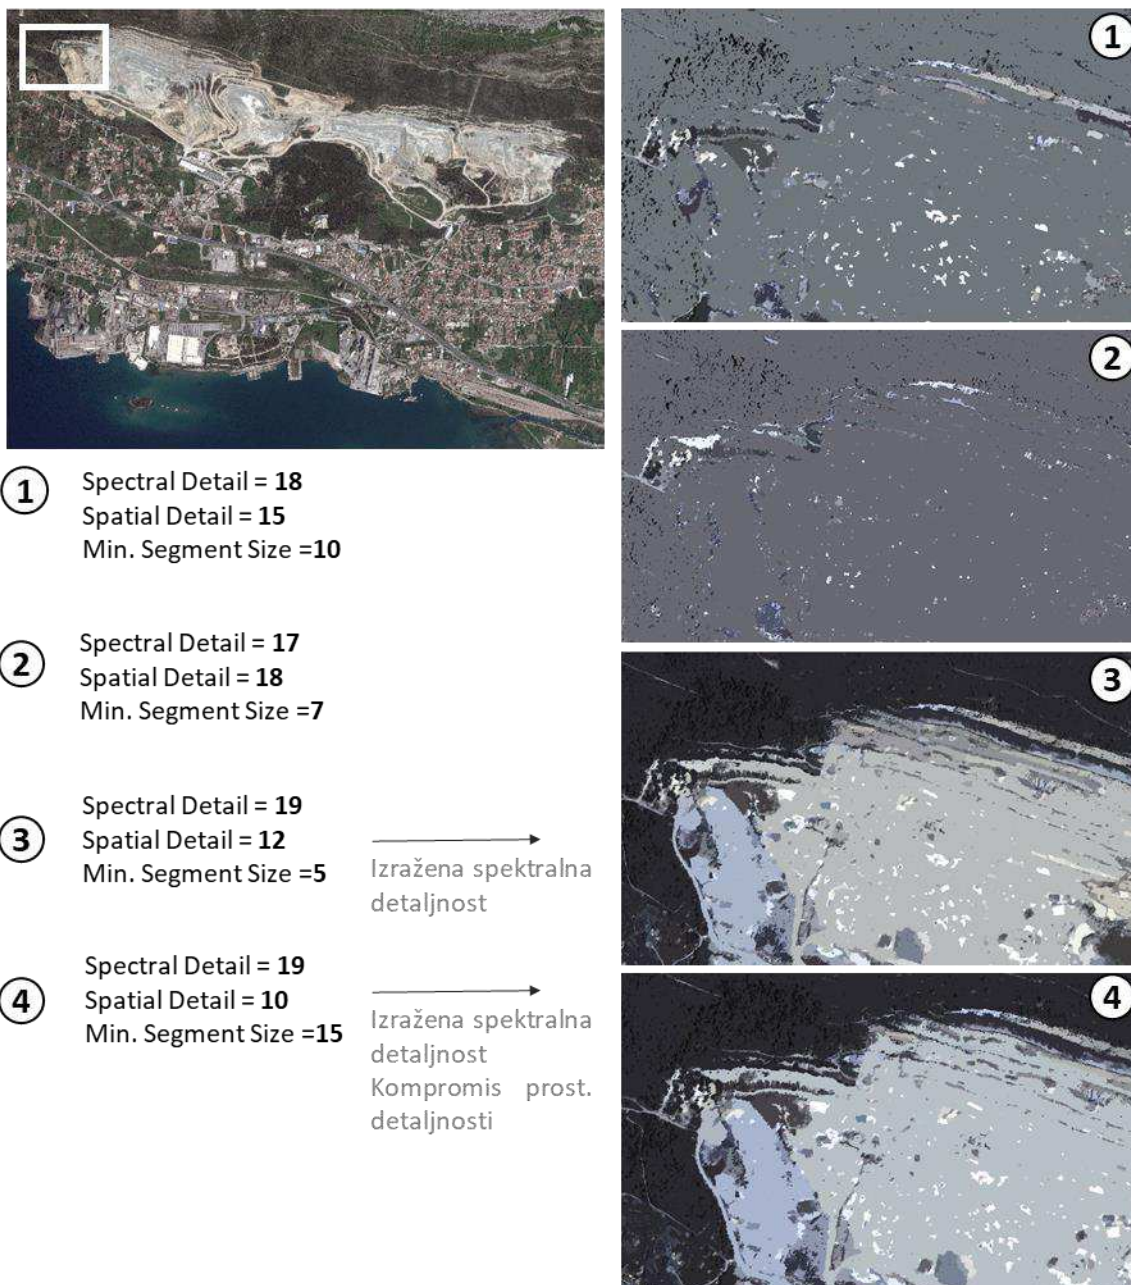 1
Spectral Detail = 18
Spatial Detail = 15
Min. Segment Size =10
2
Spectral Detail = 17
Spatial Detail = 18
Min. Segment Size =7
3
Spectral Detail = 19
Spatial Detail = 12
Min. Segment Size =5
Izražena spektralna
detaljnost
4
Spectral Detail = 19
Spatial Detail = 10
Min. Segment Size =15
Izražena spektralna
detaljnost
Kompromis prost.
detaljnosti
1
2
3
4